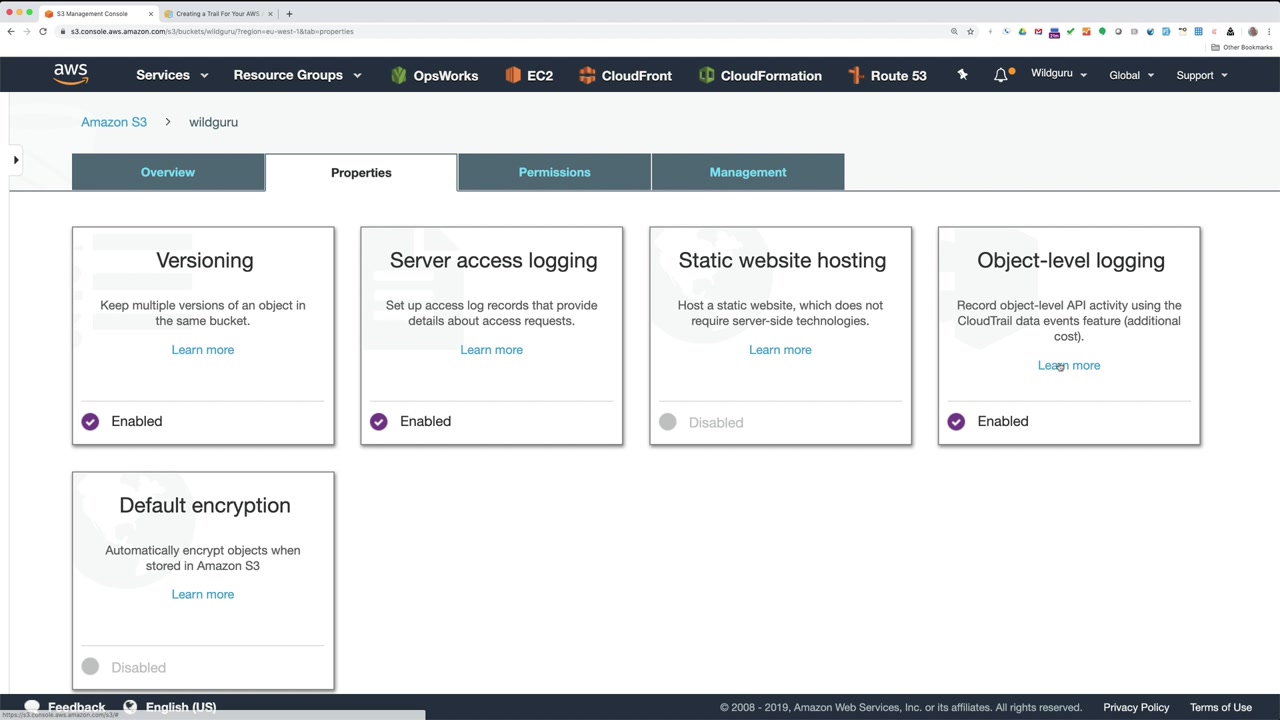 S3 Management Console
Creating a Trail For Your AWS
s3.console.aws.amazon.com/s3/buckets/wildguru/?region=eu-west-1&tab=properties
Other Bookmarks
aws
Services
Resource Groups
OpsWorks
EC2
CloudFront
CloudFormation
Route 53
Wildguru
Global
Support
Amazon S3
wildguru
Overview
Properties
Permissions
Management
Versioning
Keep multiple versions of an object in
the same bucket.
Learn more
Enabled
Server access logging
Set up access log records that provide
details about access requests.
Learn more
Enabled
Static website hosting
Host a static website, which does not
require server-side technologies.
Learn more
Disabled
Object-level logging
Record object-level API activity using the
CloudTrail data events feature (additional
cost).
Learn more
Enabled
Default encryption
Automatically encrypt objects when
stored in Amazon S3
Learn more
Disabled
Feedback
English (US)
© 2008 - 2019, Amazon Web Services, Inc. or its affiliates. All rights reserved.
Privacy Policy
Terms of Use
https://s3.console.aws.amazon.com/s3/#